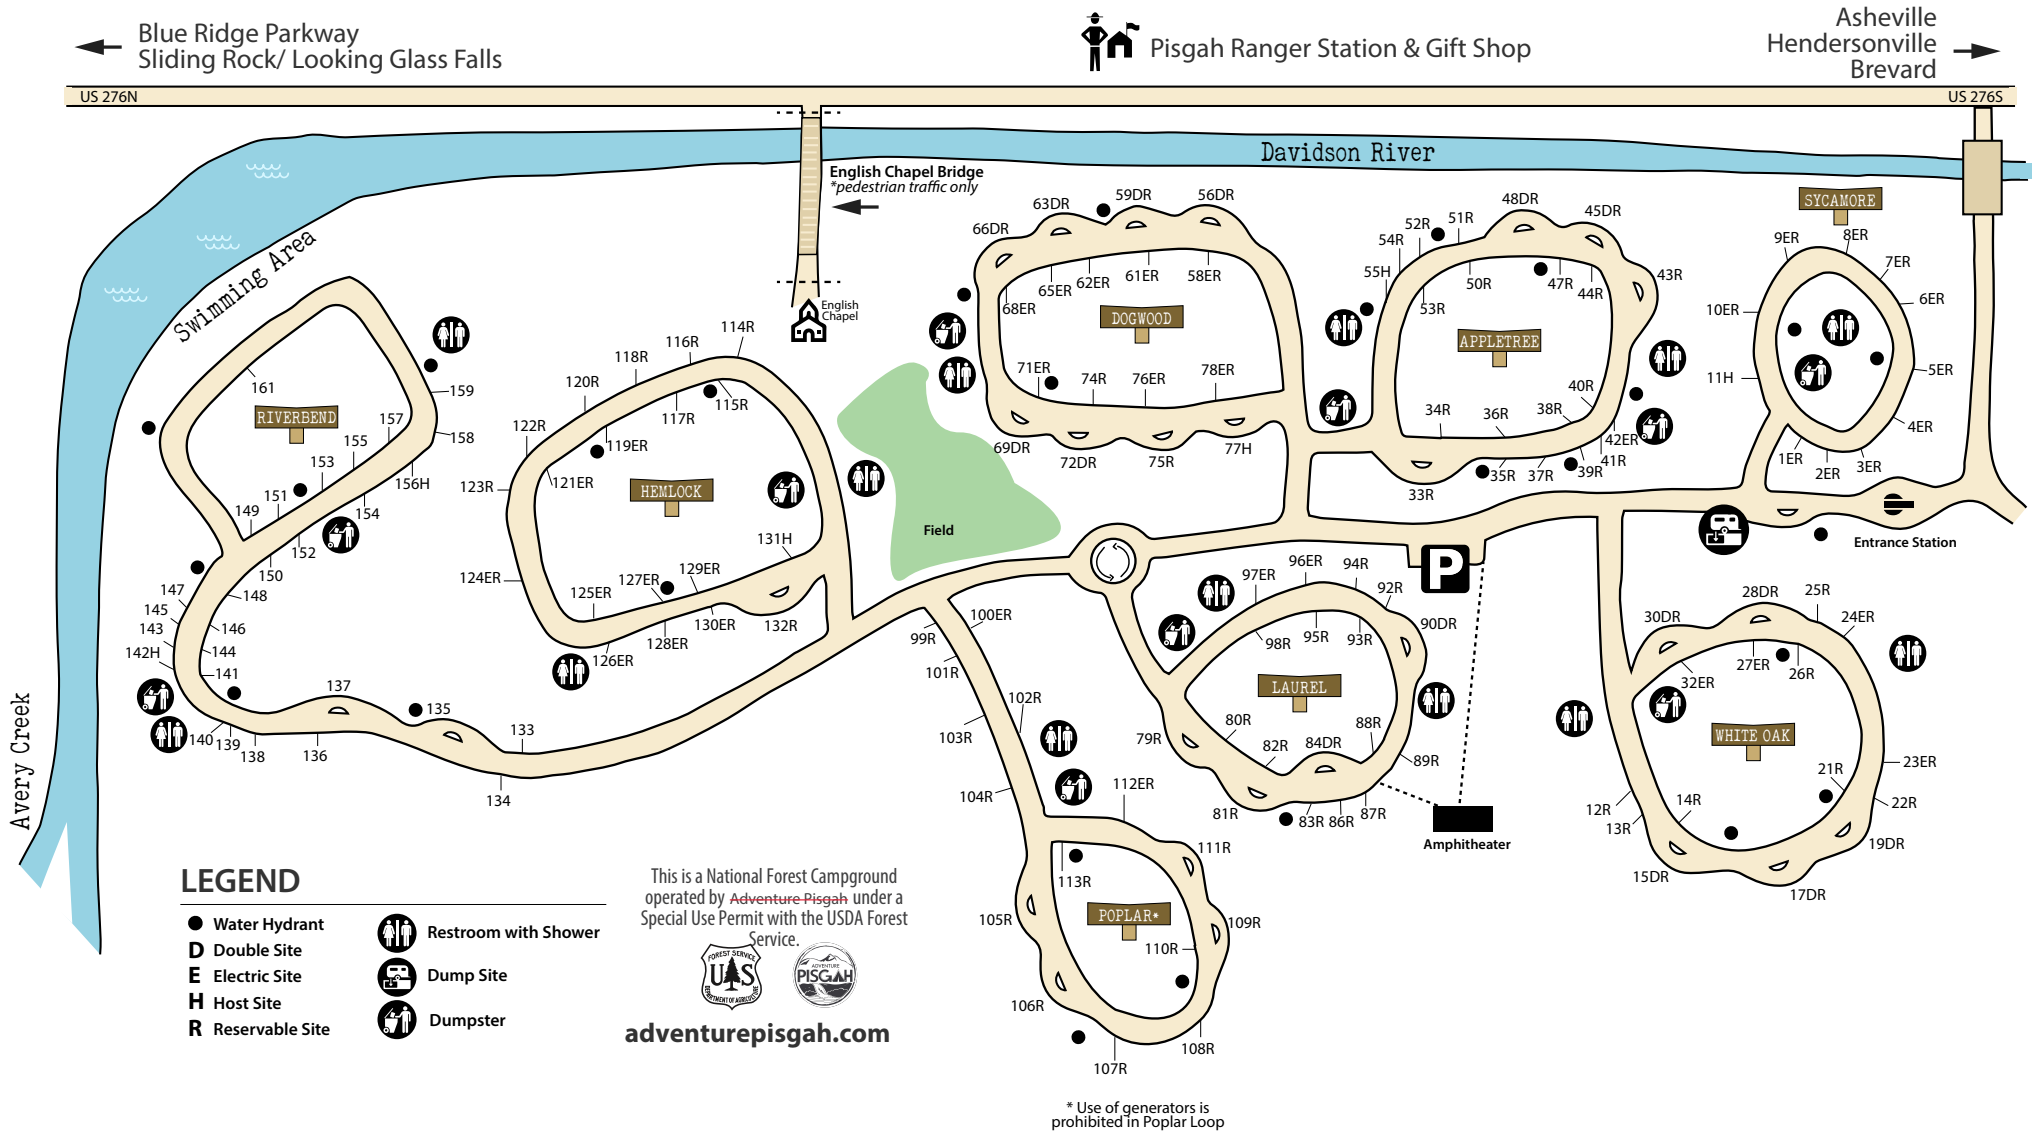 Blue Ridge Parkway
Sliding Rock/ Looking Glass Falls
Pisgah Ranger Station & Gift Shop
Asheville
Hendersonville
Brevard
US 276N
US 276S
Davidson River
English Chapel Bridge
*pedestrian traffic only
English
Chapel
Swimming Area
Avery Creek
SYCAMORE
9ER
8ER
7ER
6ER
10ER
11H
5ER
4ER
1ER
2ER
3ER
Entrance Station
DOGWOOD
63DR
59DR
56DR
66DR
65ER
62ER
61ER
58ER
68ER
71ER
74R
76ER
78ER
69DR
72DR
75R
77H
APPLETREE
48DR
45DR
51R
52R
54R
55H
53R
50R
47R
44R
43R
34R
36R
38R
40R
42ER
41R
39R
37R
35R
33R
RIVERBEND
161
159
158
157
155
153
151
149
156H
154
152
150
148
147
145
143
142H
146
144
141
140
139
138
137
136
135
133
134
HEMLOCK
114R
116R
118R
120R
122R
123R
124ER
115R
117R
119ER
121ER
131H
129ER
127ER
125ER
132R
130ER
128ER
126ER
Field
P
LAUREL
96ER
94R
97ER
92R
90DR
98R
95R
93R
80R
82R
84DR
88R
89R
79R
81R
83R
86R
87R
Amphitheater
WHITE OAK
28DR
25R
24ER
30DR
32ER
27ER
26R
23ER
22R
21R
19DR
17DR
15DR
14R
13R
12R
100ER
99R
101R
102R
103R
104R
POPLAR*
112ER
111R
113R
105R
109R
110R
106R
108R
107R
* Use of generators is
prohibited in Poplar Loop
LEGEND
Water Hydrant
D Double Site
E Electric Site
H Host Site
R Reservable Site
Restroom with Shower
Dump Site
Dumpster
This is a National Forest Campground
operated by Adventure Pisgah under a
Special Use Permit with the USDA Forest
Service.
FOREST SERVICE
US
DEPARTMENT OF AGRICULTURE
ADVENTURE
PISGAH
adventurepisgah.com